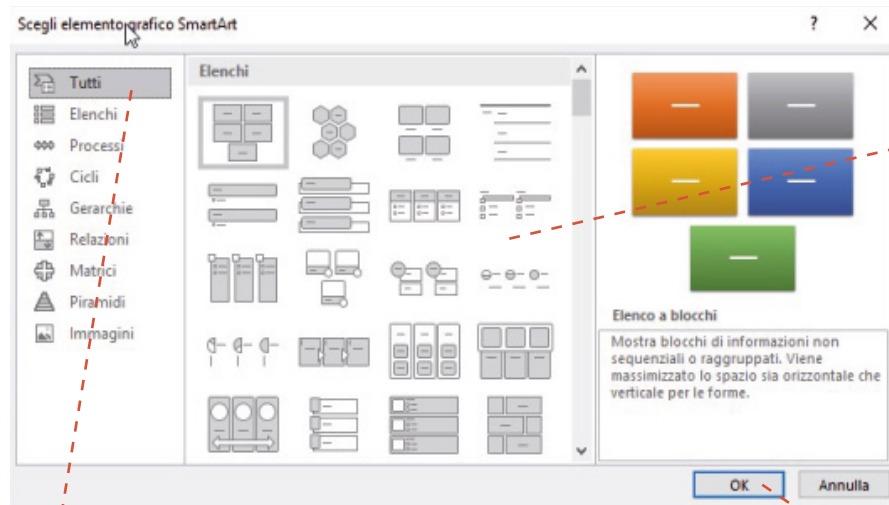 Scegli elemento grafico SmartArt
Tutti
Elenchi
Processi
Cicli
Gerarchie
Relazioni
Matrici
Piramidi
Immagini
Elenchi
Elenco a blocchi
Mostra blocchi di informazioni non
sequenziali o raggruppati. Viene
massimizzato lo spazio sia orizzontale che
verticale per le forme.
OK
Annulla